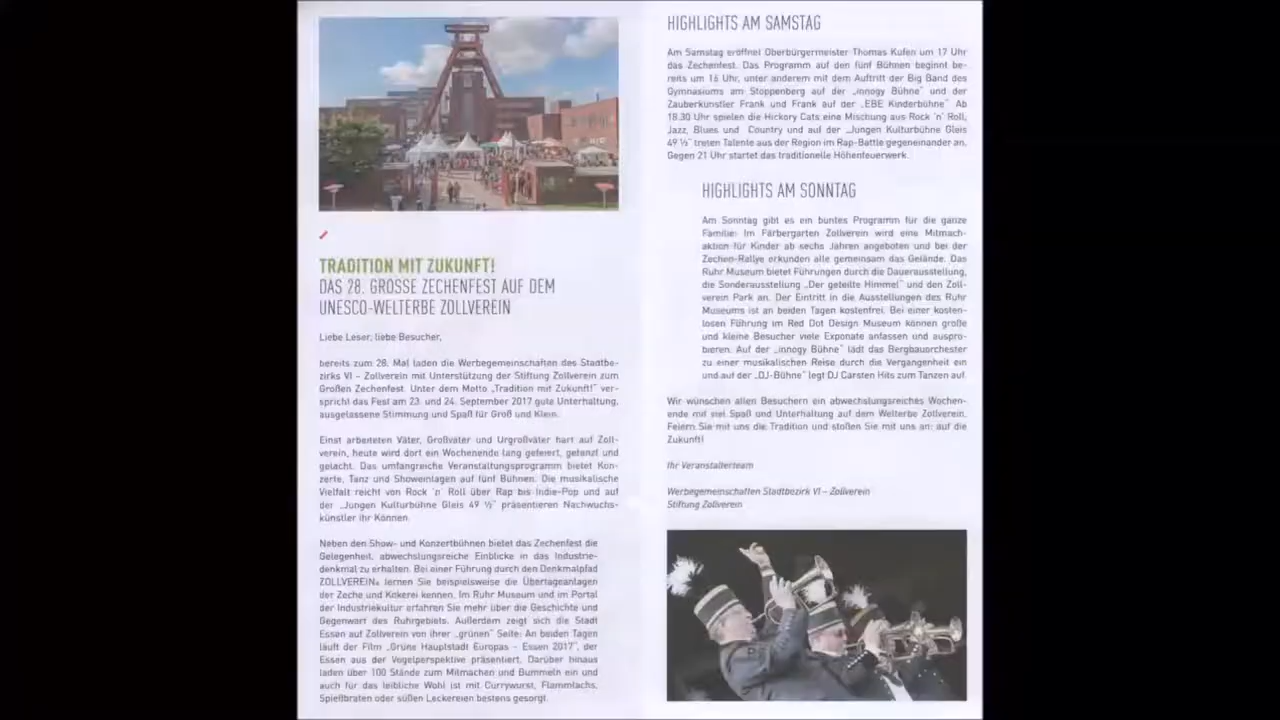 TRADITION MIT ZUKUNFT!
DAS 28. GROSSE ZECHENFEST AUF DEM
UNESCO-WELTERBE ZOLLVEREIN
Liebe Leser, liebe Besucher,
bereits zum 28. Mal laden die Werbegemeinschaften des Stadtbe-
zirks VI – Zollverein mit Unterstützung der Stiftung Zollverein zum
Großen Zechenfest. Unter dem Motto „Tradition mit Zukunft!“ ver-
spricht das Fest am 23. und 24. September 2017 gute Unterhaltung,
ausgelassene Stimmung und Spaß für Groß und Klein.
Einst arbeiteten Väter, Großväter und Urgroßväter hart auf Zoll-
verein, heute wird dort ein Wochenende lang gefeiert, getanzt und
gelacht. Das umfangreiche Veranstaltungsprogramm bietet Kon-
zerte, Tanz und Showeinlagen auf fünf Bühnen. Die musikalische
Vielfalt reicht von Rock ’n’ Roll über Rap bis Indie-Pop und auf
der „Jungen Kulturbühne Gleis 49 ½“ präsentieren Nachwuchs-
künstler ihr Können.
Neben den Show- und Konzertbühnen bietet das Zechenfest die
Gelegenheit, abwechslungsreiche Einblicke in das Industrie-
denkmal zu erhalten. Bei einer Führung durch den Denkmalpfad
ZOLLVEREIN® lernen Sie beispielsweise die Übertageanlagen
der Zeche und Kokerei kennen. Im Ruhr Museum und im Portal
der Industriekultur erfahren Sie mehr über die Geschichte und
Gegenwart des Ruhrgebiets. Außerdem zeigt sich die Stadt
Essen auf Zollverein von ihrer „grünen“ Seite: An beiden Tagen
läuft der Film „Grüne Hauptstadt Europas - Essen 2017“, der
Essen aus der Vogelperspektive präsentiert. Darüber hinaus
laden über 100 Stände zum Mitmachen und Bummeln ein und
auch für das leibliche Wohl ist mit Currywurst, Flammlachs,
Spießbraten oder süßen Leckereien bestens gesorgt.
HIGHLIGHTS AM SAMSTAG
Am Samstag eröffnet Oberbürgermeister Thomas Kufen um 17 Uhr
das Zechenfest. Das Programm auf den fünf Bühnen beginnt be-
reits um 16 Uhr, unter anderem mit dem Auftritt der Big Band des
Gymnasiums am Stoppenberg auf der „innogy Bühne“ und der
Zauberkünstler Frank und Frank auf der „EBE Kinderbühne“ Ab
18.30 Uhr spielen die Hickory Cats eine Mischung aus Rock ’n’ Roll,
Jazz, Blues und Country und auf der „Jungen Kulturbühne Gleis
49 ½“ treten Talente aus der Region im Rap-Battle gegeneinander an.
Gegen 21 Uhr startet das traditionelle Höhenfeuerwerk.
HIGHLIGHTS AM SONNTAG
Am Sonntag gibt es ein buntes Programm für die ganze
Familie: Im Färbergarten Zollverein wird eine Mitmach-
aktion für Kinder ab sechs Jahren angeboten und bei der
Zechen-Rallye erkunden alle gemeinsam das Gelände. Das
Ruhr Museum bietet Führungen durch die Dauerausstellung,
die Sonderausstellung „Der geteilte Himmel“ und den Zoll-
verein Park an. Der Eintritt in die Ausstellungen des Ruhr
Museums ist an beiden Tagen kostenfrei. Bei einer kosten-
losen Führung im Red Dot Design Museum können große
und kleine Besucher viele Exponate anfassen und auspro-
bieren. Auf der „innogy Bühne“ lädt das Bergbauorchester
zu einer musikalischen Reise durch die Vergangenheit ein
und auf der „DJ-Bühne“ legt DJ Carsten Hits zum Tanzen auf.
Wir wünschen allen Besuchern ein abwechslungsreiches Wochen-
ende mit viel Spaß und Unterhaltung auf dem Welterbe Zollverein.
Feiern Sie mit uns die Tradition und stoßen Sie mit uns an: auf die
Zukunft!
Ihr Veranstalterteam
Werbegemeinschaften Stadtbezirk VI – Zollverein
Stiftung Zollverein